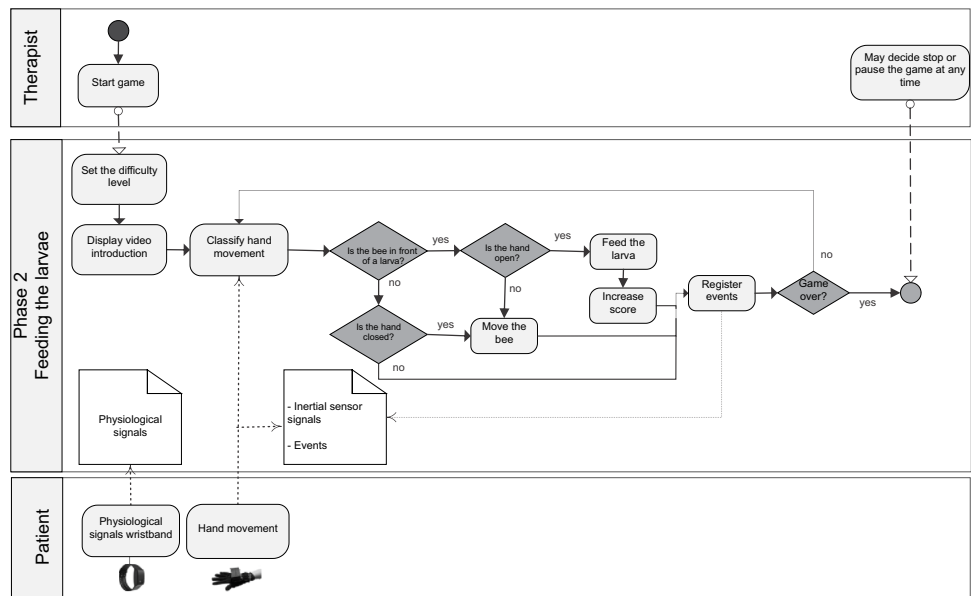 Therapist
Start game
May decide stop or
pause the game at any
time
Phase 2
Feeding the larvae
Set the difficulty
level
Display video
introduction
Classify hand
movement
Is the bee in front
of a larva?
yes
no
Is the hand
open?
yes
no
Feed the
larva
Increase
score
Is the hand
closed?
yes
no
Move the
bee
Register
events
Game
over?
no
yes
Physiological
signals
- Inertial sensor
signals
- Events
Patient
Physiological
signals wristband
Hand movement